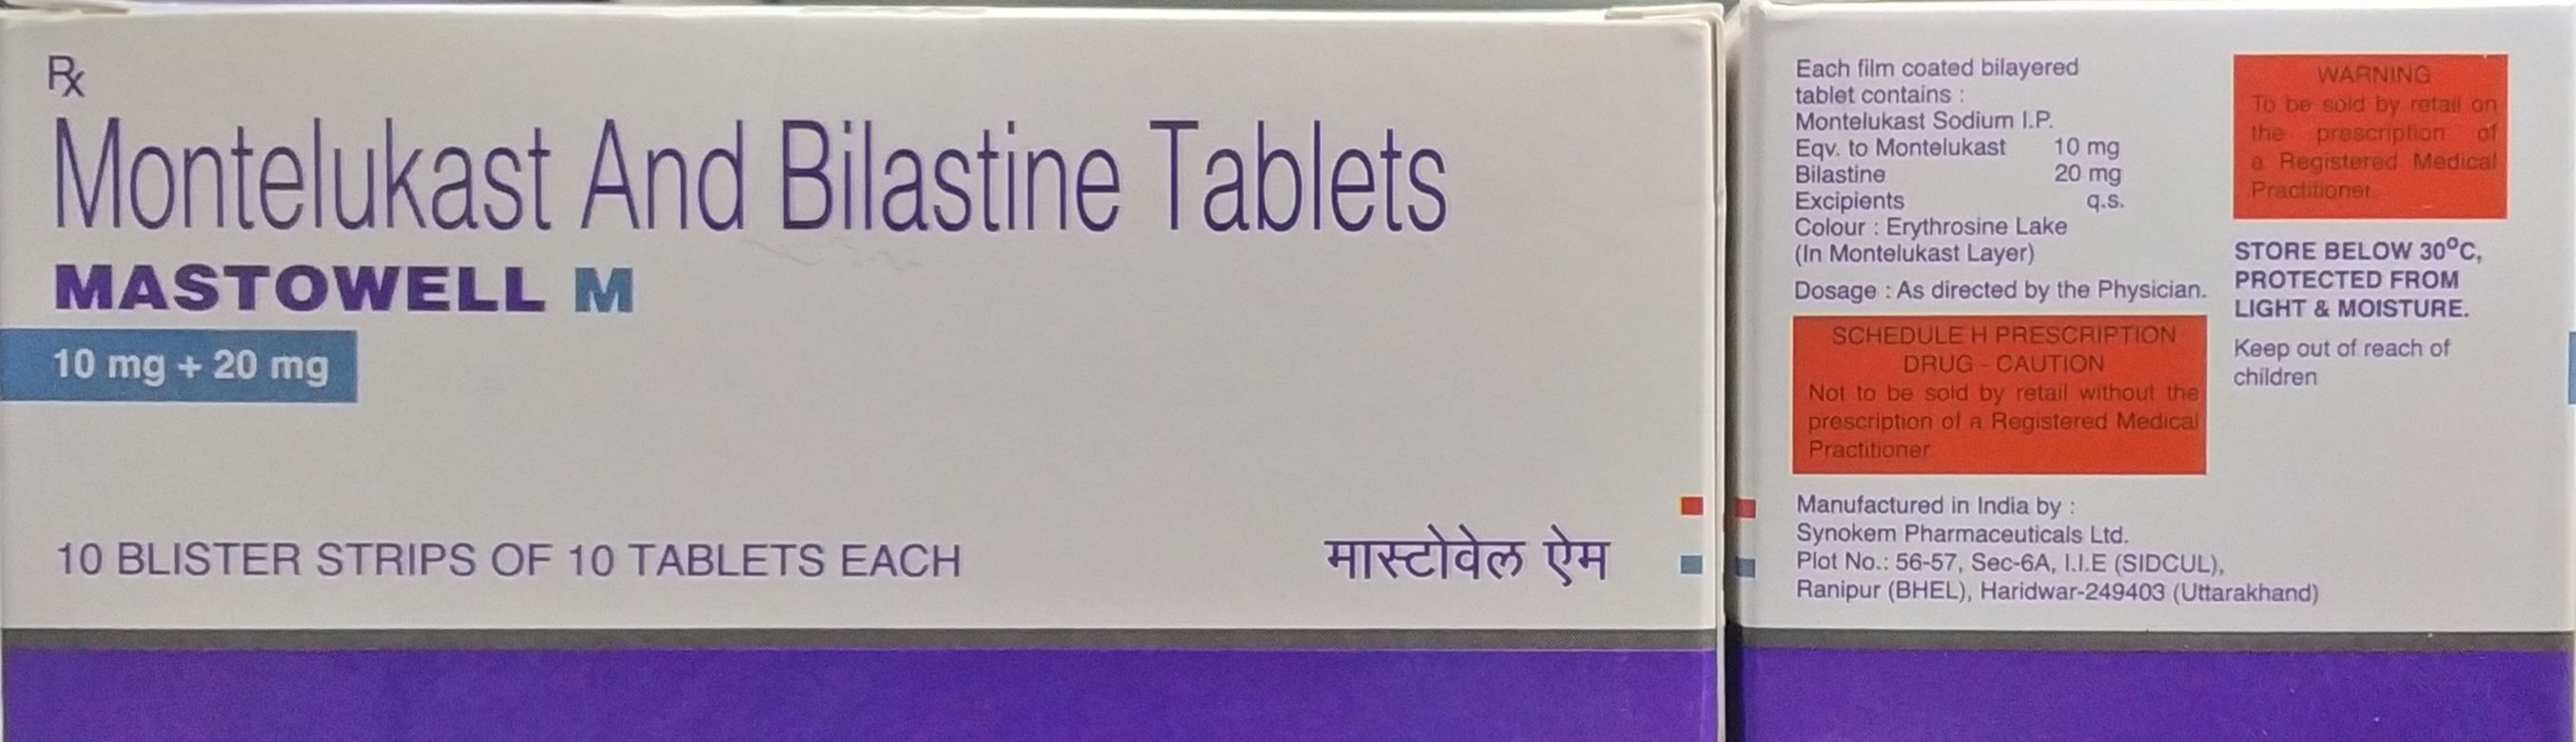 Rx
Montelukast And Bilastine Tablets
MASTOWELL M
10 mg + 20 mg
10 BLISTER STRIPS OF 10 TABLETS EACH
मास्टोवेल ऐम
Each film coated bilayered
tablet contains :
Montelukast Sodium I.P.
Eqv. to Montelukast 10 mg
Bilastine 20 mg
Excipients q.s.
Colour : Erythrosine Lake
(In Montelukast Layer)
Dosage : As directed by the Physician.
SCHEDULE H PRESCRIPTION
DRUG - CAUTION
Not to be sold by retail without the
prescription of a Registered Medical
Practitioner
WARNING
To be sold by retail on
the prescription of
a Registered Medical
Practitioner
STORE BELOW 30°C,
PROTECTED FROM
LIGHT & MOISTURE.
Keep out of reach of
children
Manufactured in India by :
Synokem Pharmaceuticals Ltd.
Plot No.: 56-57, Sec-6A, I.I.E (SIDCUL),
Ranipur (BHEL), Haridwar-249403 (Uttarakhand)